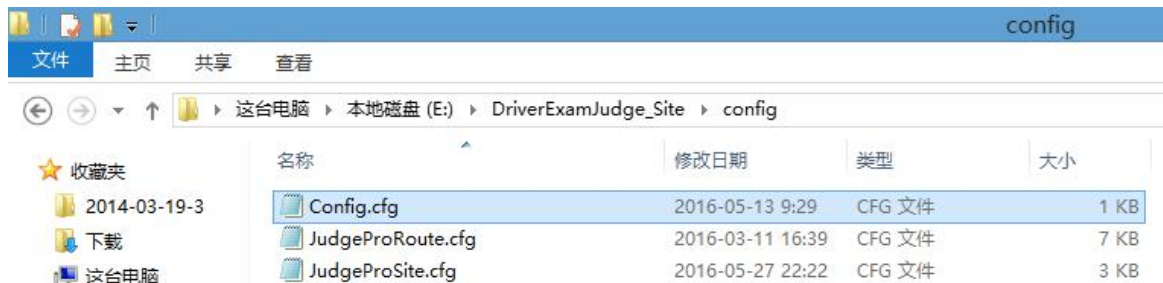 config
文件 主页 共享 查看
这台电脑 本地磁盘 (E:) DriverExamJudge_Site config
收藏夹
2014-03-19-3
下载
这台电脑
名称 修改日期 类型 大小
Config.cfg 2016-05-13 9:29 CFG 文件 1 KB
JudgeProRoute.cfg 2016-03-11 16:39 CFG 文件 7 KB
JudgeProSite.cfg 2016-05-27 22:22 CFG 文件 3 KB